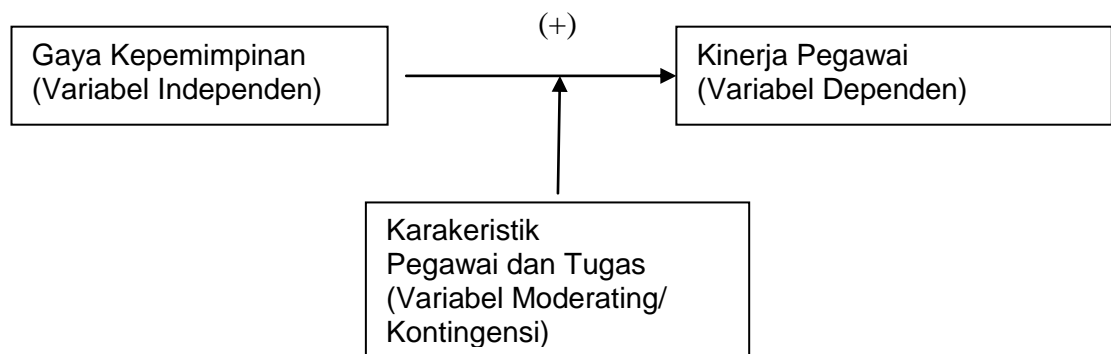 (+)
Gaya Kepemimpinan
(Variabel Independen)
Kinerja Pegawai
(Variabel Dependen)
Karakeristik
Pegawai dan Tugas
(Variabel Moderating/
Kontingensi)